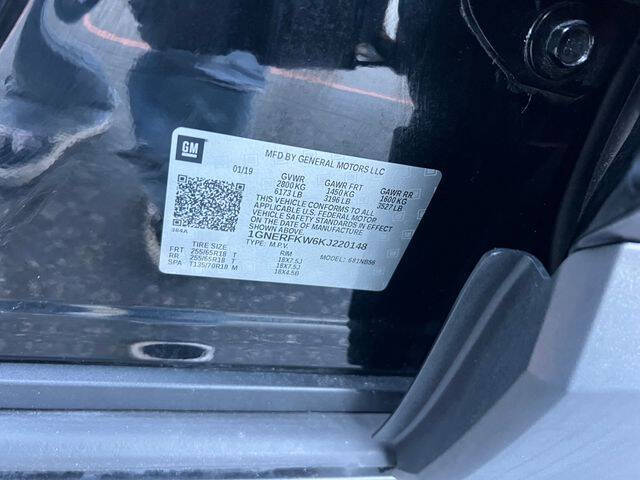 GM
MFD BY GENERAL MOTORS LLC
01/19 GVWR GAWR FRT GAWR RR
2800 KG 1450 KG 1600 KG
6173 LB 3196 LB 3527 LB
THIS VEHICLE CONFORMS TO ALL
APPLICABLE U.S. FEDERAL MOTOR
VEHICLE SAFETY STANDARDS IN EFFECT
ON THE DATE OF MANUFACTURE SHOWN ABOVE.
1GNERFKW6KJ220148
TYPE: M.P.V. MODEL:
TIRE SIZE RIM
FRT 255/65R18 T 18X7.5J
RR 255/65R18 T 18X7.5J
SPA T135/70R18 M 18X4.5B